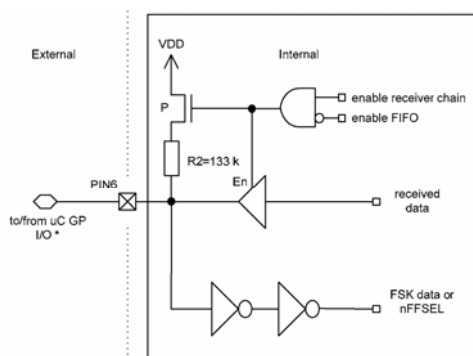 External
Internal
VDD
P
R2=133 k
enable receiver chain
enable FIFO
En
PIN6
to/from uC GP
I/O *
received
data
FSK data or
nFFSEL